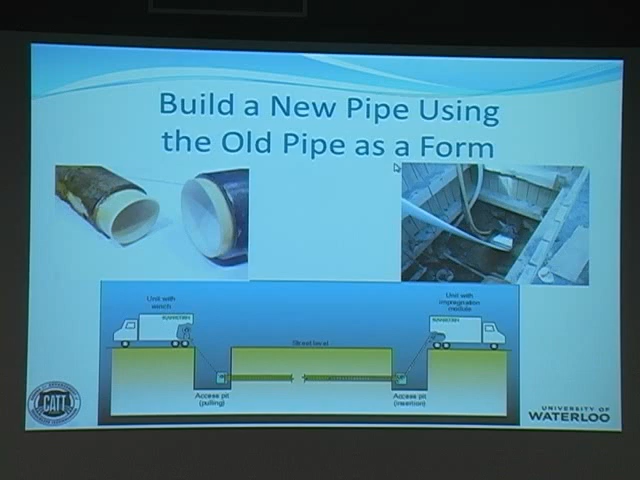 Build a New Pipe Using
the Old Pipe as a Form
Unit with
winch
Unit with
impregnation
module
Street level
Access pit
(pulling)
Access pit
(insertion)
CATT
UNIVERSITY OF
WATERLOO